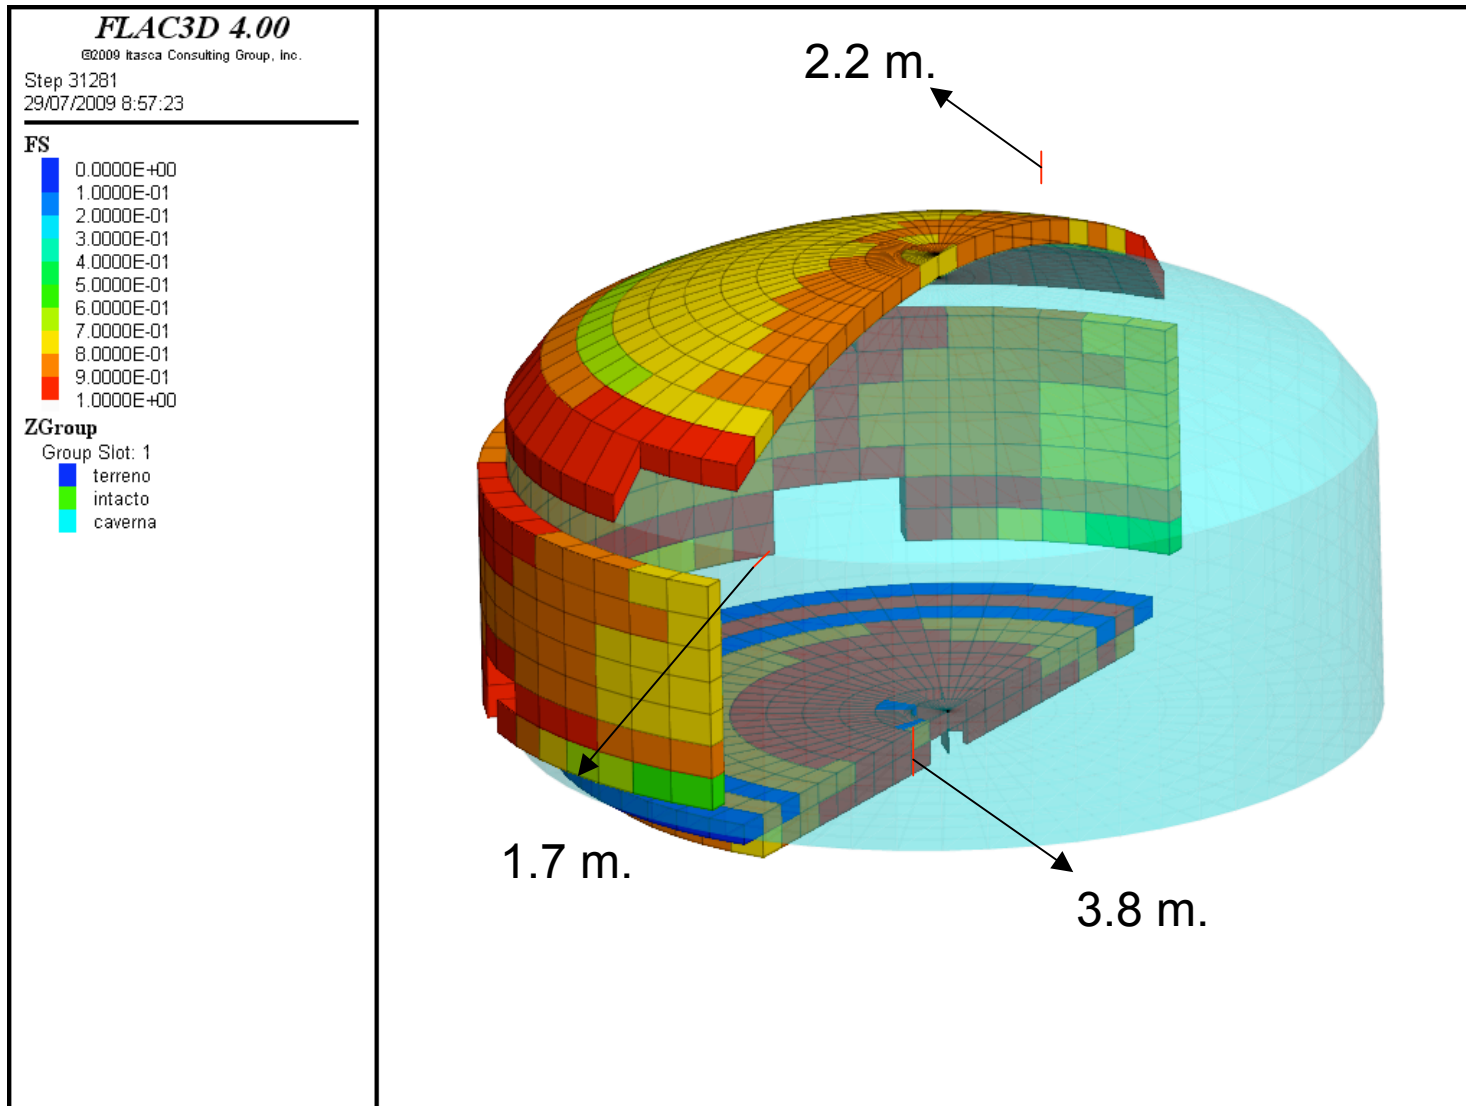 FLAC3D 4.00
©2009 Itasca Consulting Group, Inc.
Step 31281
29/07/2009 8:57:23
FS
0.0000E+00
1.0000E-01
2.0000E-01
3.0000E-01
4.0000E-01
5.0000E-01
6.0000E-01
7.0000E-01
8.0000E-01
9.0000E-01
1.0000E+00
ZGroup
Group Slot: 1
terreno
intacto
caverna
2.2 m.
1.7 m.
3.8 m.